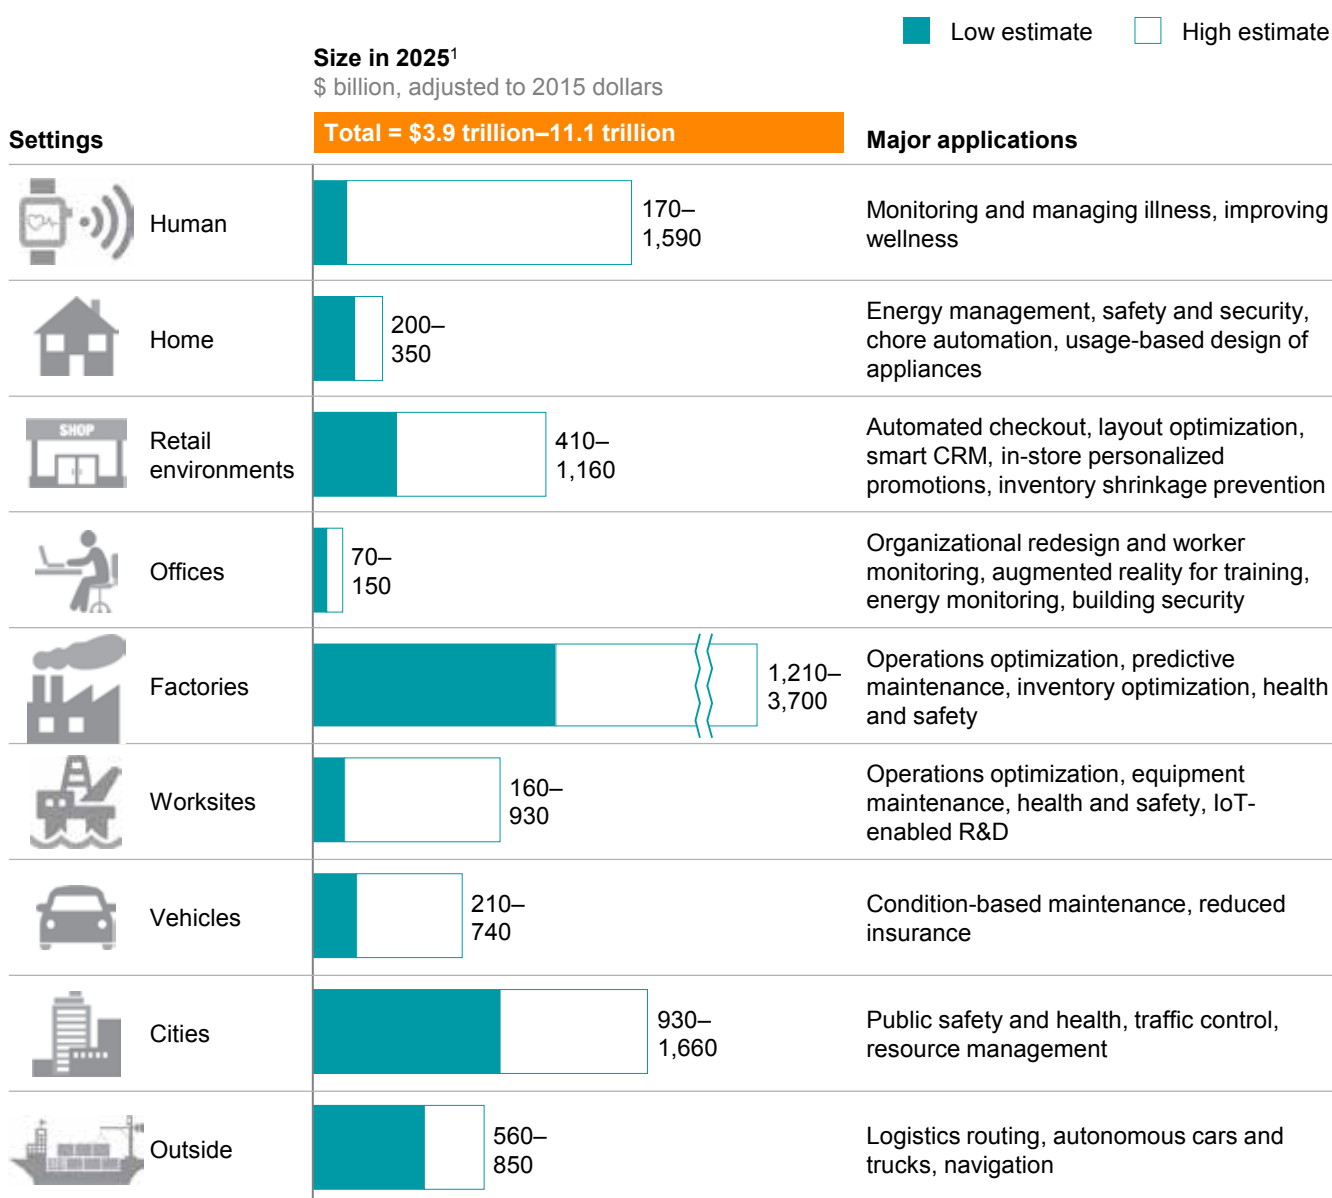 Low estimate
High estimate
Size in 2025¹
$ billion, adjusted to 2015 dollars
Total = $3.9 trillion–11.1 trillion
Settings
Major applications
Human
170–
1,590
Monitoring and managing illness, improving
wellness
Home
200–
350
Energy management, safety and security,
chore automation, usage-based design of
appliances
SHOP
Retail
environments
410–
1,160
Automated checkout, layout optimization,
smart CRM, in-store personalized
promotions, inventory shrinkage prevention
Offices
70–
150
Organizational redesign and worker
monitoring, augmented reality for training,
energy monitoring, building security
Factories
1,210–
3,700
Operations optimization, predictive
maintenance, inventory optimization, health
and safety
Worksites
160–
930
Operations optimization, equipment
maintenance, health and safety, IoT-
enabled R&D
Vehicles
210–
740
Condition-based maintenance, reduced
insurance
Cities
930–
1,660
Public safety and health, traffic control,
resource management
Outside
560–
850
Logistics routing, autonomous cars and
trucks, navigation